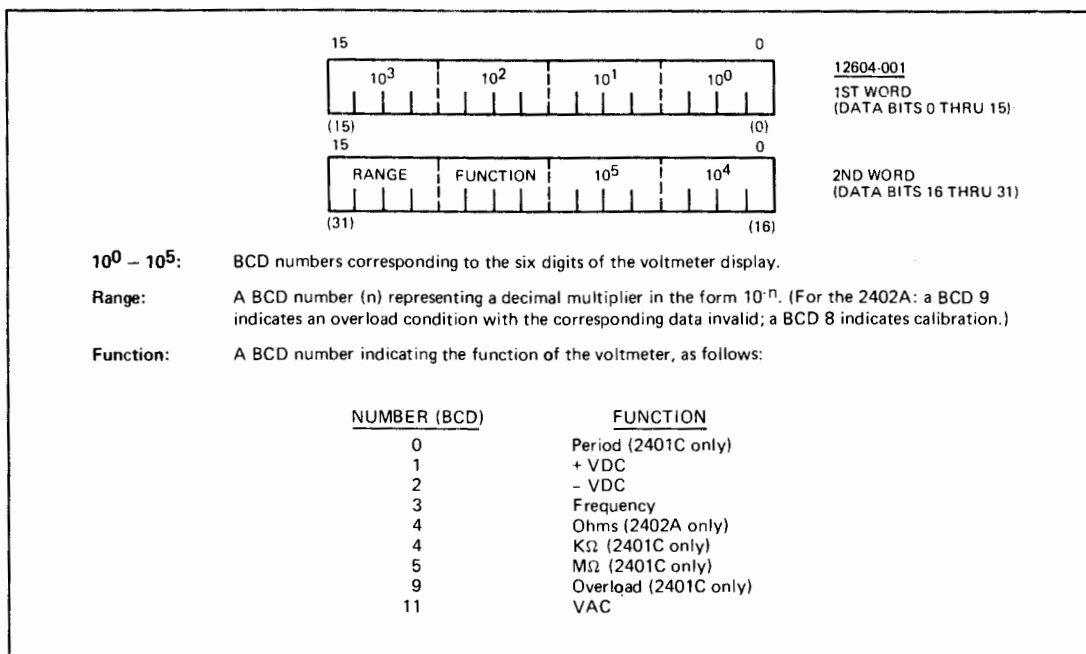 15 0
10³ 10² 10¹ 10⁰
(15) (0)
12604-001
1ST WORD
(DATA BITS 0 THRU 15)
15 0
RANGE FUNCTION 10⁵ 10⁴
(31) (16)
2ND WORD
(DATA BITS 16 THRU 31)
10⁰ – 10⁵: BCD numbers corresponding to the six digits of the voltmeter display.
Range: A BCD number (n) representing a decimal multiplier in the form 10⁻ⁿ. (For the 2402A: a BCD 9
indicates an overload condition with the corresponding data invalid; a BCD 8 indicates calibration.)
Function: A BCD number indicating the function of the voltmeter, as follows:
NUMBER (BCD) FUNCTION
0 Period (2401C only)
1 + VDC
2 – VDC
3 Frequency
4 Ohms (2402A only)
4 KΩ (2401C only)
5 MΩ (2401C only)
9 Overload (2401C only)
11 VAC